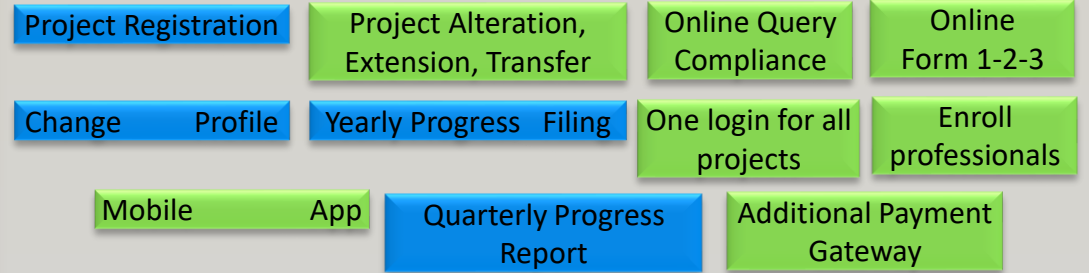 Project Registration
Project Alteration,
Extension, Transfer
Online Query
Compliance
Online
Form 1-2-3
Change Profile
Yearly Progress Filing
One login for all
projects
Enroll
professionals
Mobile App
Quarterly Progress
Report
Additional Payment
Gateway